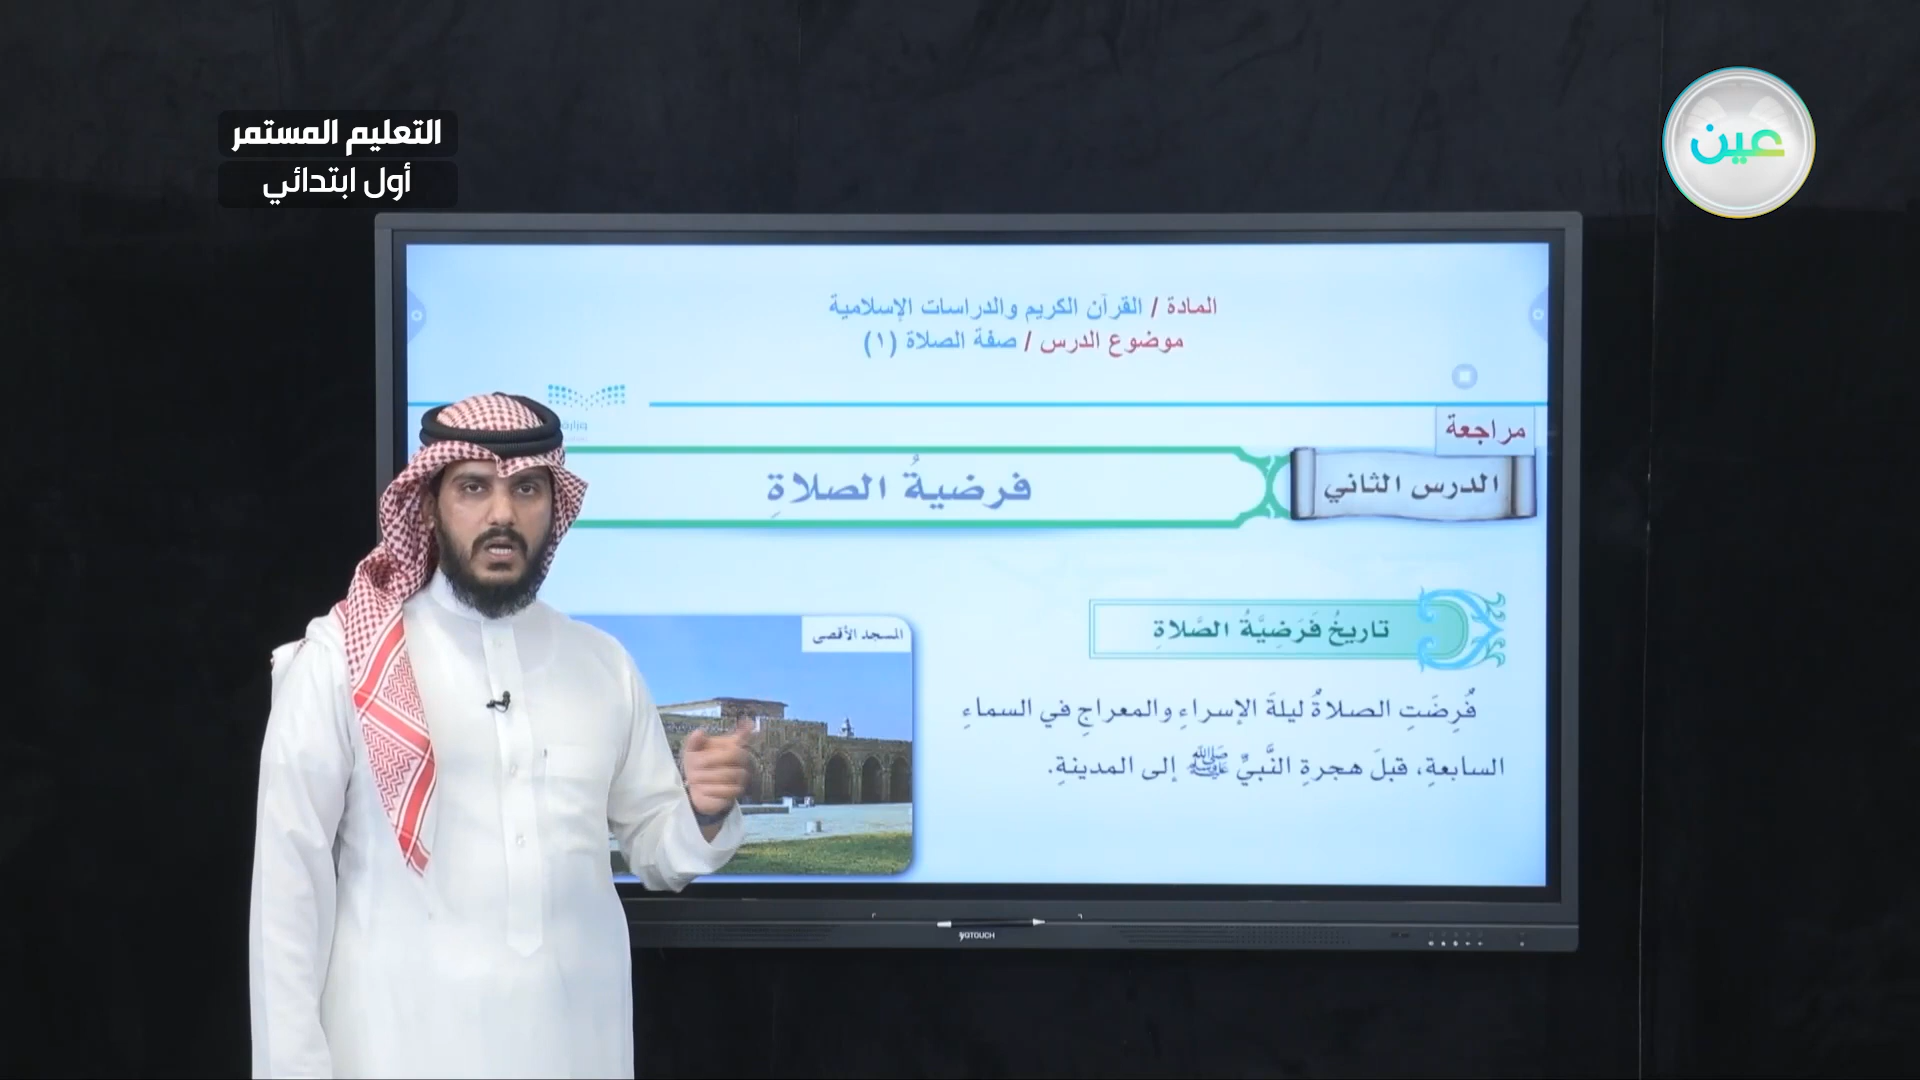 التعليم المستمر
أول ابتدائي
عين
المادة / القرآن الكريم والدراسات الإسلامية
موضوع الدرس / صفة الصلاة (١)
مراجعة
الدرس الثاني
فرضيةُ الصلاةِ
تاريخُ فَرَضِيَّةُ الصَّلاةِ
المسجد الأقصى
فُرِضَتِ الصلاةُ ليلةَ الإسراءِ والمعراجِ في السماءِ
السابعةِ، قبلَ هجرةِ النَّبيِّ ﷺ إلى المدينةِ.